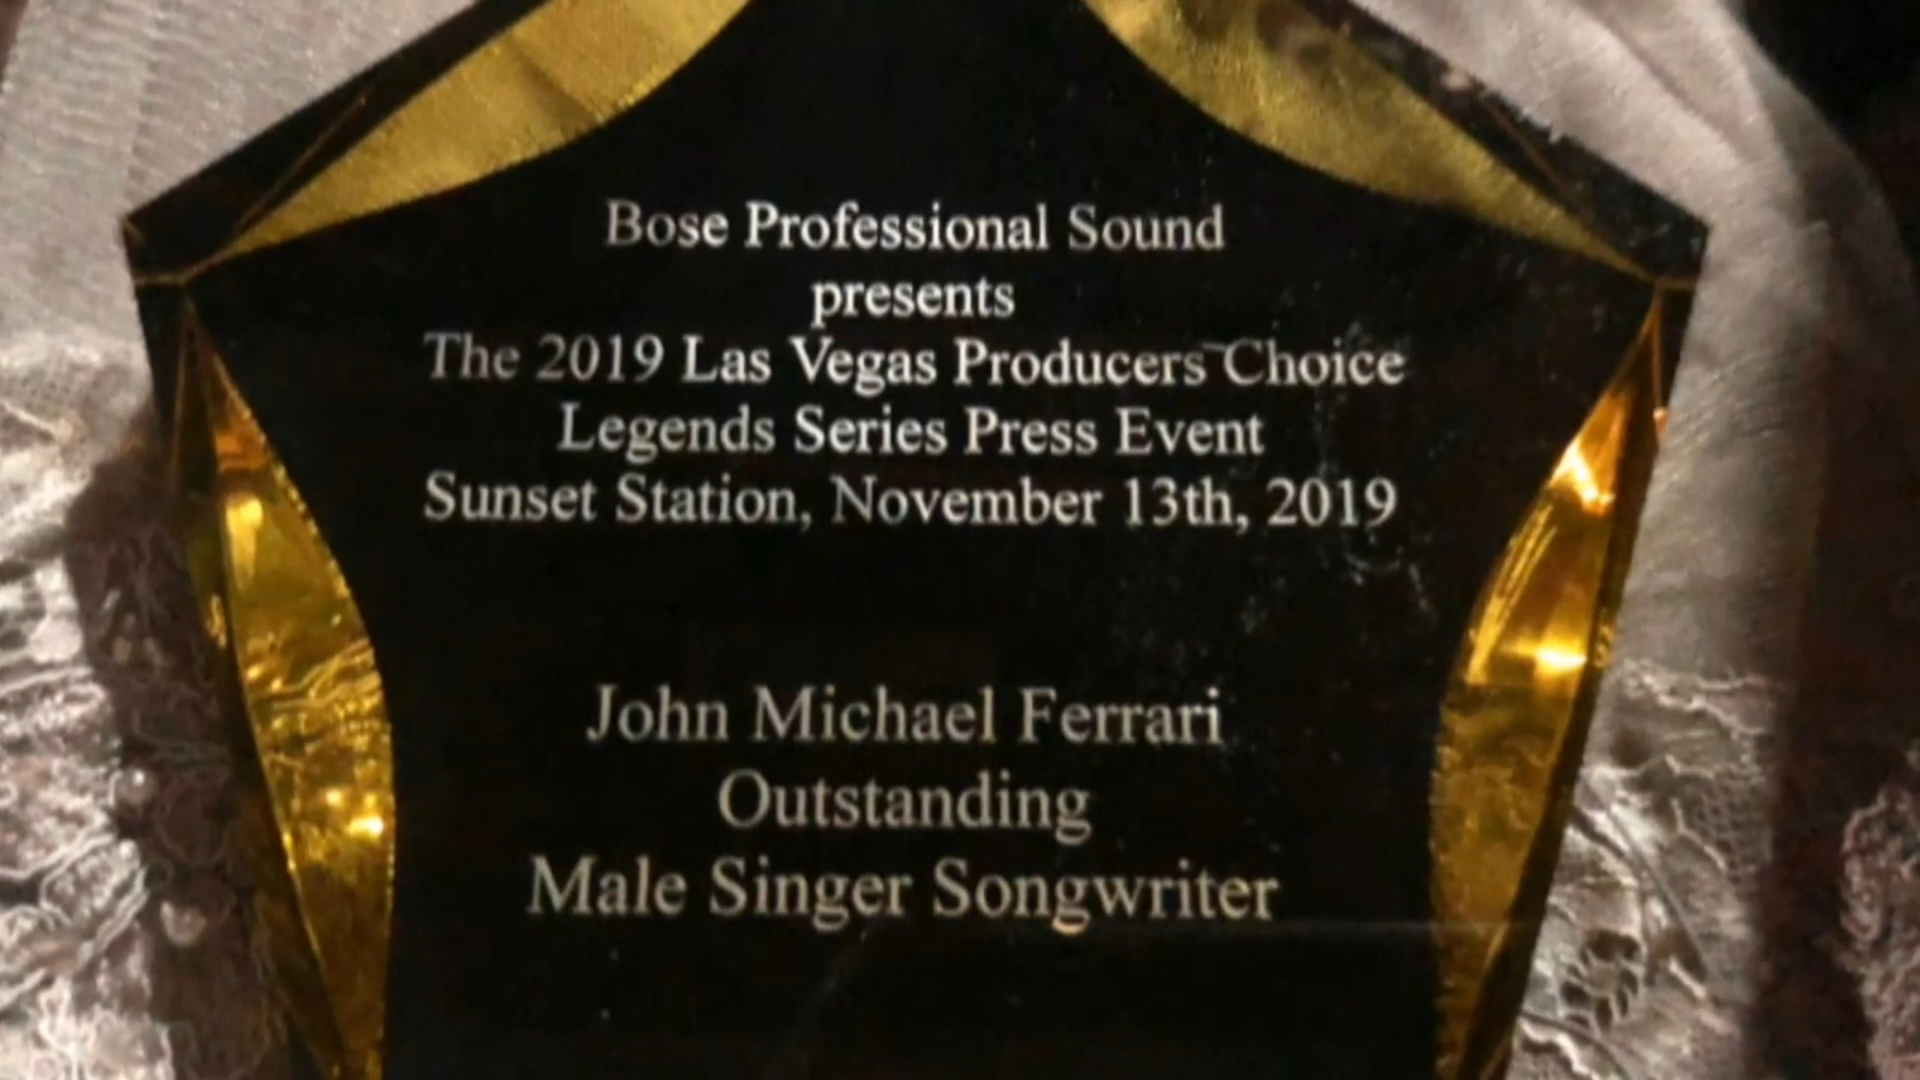 Bose Professional Sound
presents
The 2019 Las Vegas Producers Choice
Legends Series Press Event
Sunset Station, November 13th, 2019
John Michael Ferrari
Outstanding
Male Singer Songwriter